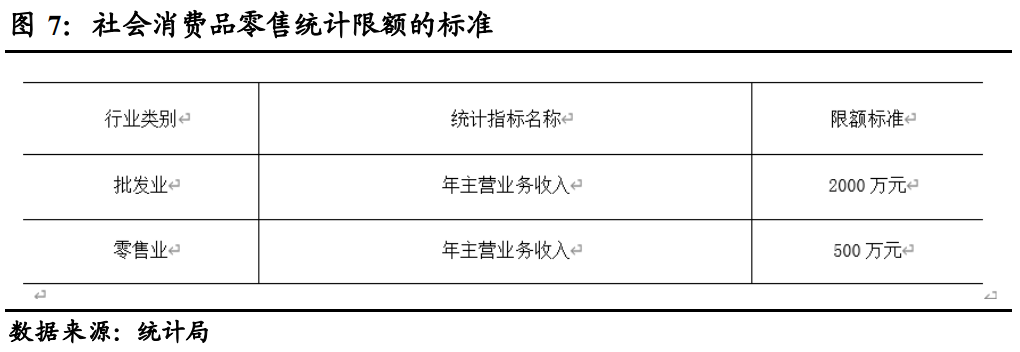 图 7：社会消费品零售统计限额的标准
行业类别↵ 统计指标名称↵ 限额标准↵
批发业↵ 年主营业务收入↵ 2000 万元↵
零售业↵ 年主营业务收入↵ 500 万元↵
数据来源：统计局